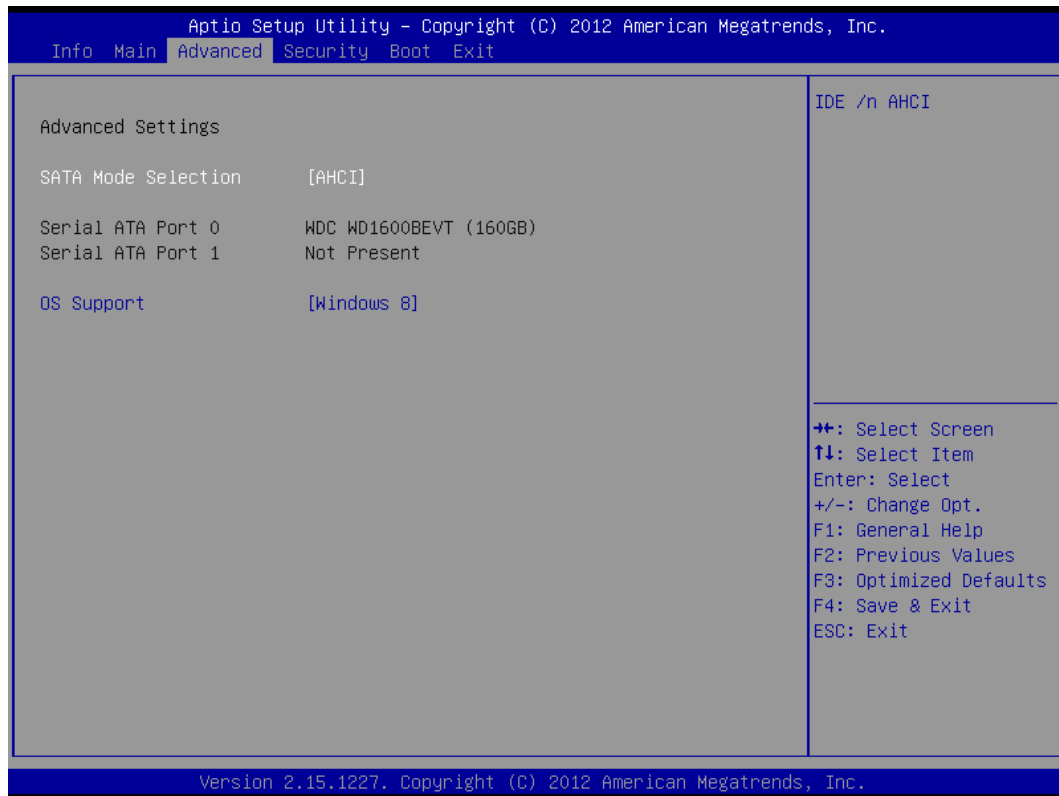 Aptio Setup Utility – Copyright (C) 2012 American Megatrends, Inc.
Info Main Advanced Security Boot Exit
Advanced Settings
SATA Mode Selection [AHCI]
Serial ATA Port 0 WDC WD1600BEVT (160GB)
Serial ATA Port 1 Not Present
OS Support [Windows 8]
IDE /n AHCI
→←: Select Screen
↑↓: Select Item
Enter: Select
+/-: Change Opt.
F1: General Help
F2: Previous Values
F3: Optimized Defaults
F4: Save & Exit
ESC: Exit
Version 2.15.1227. Copyright (C) 2012 American Megatrends, Inc.